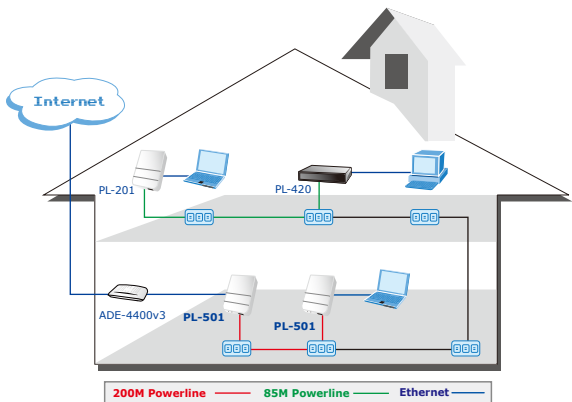 Internet
PL-201
PL-420
ADE-4400v3
PL-501
PL-501
200M Powerline
85M Powerline
Ethernet